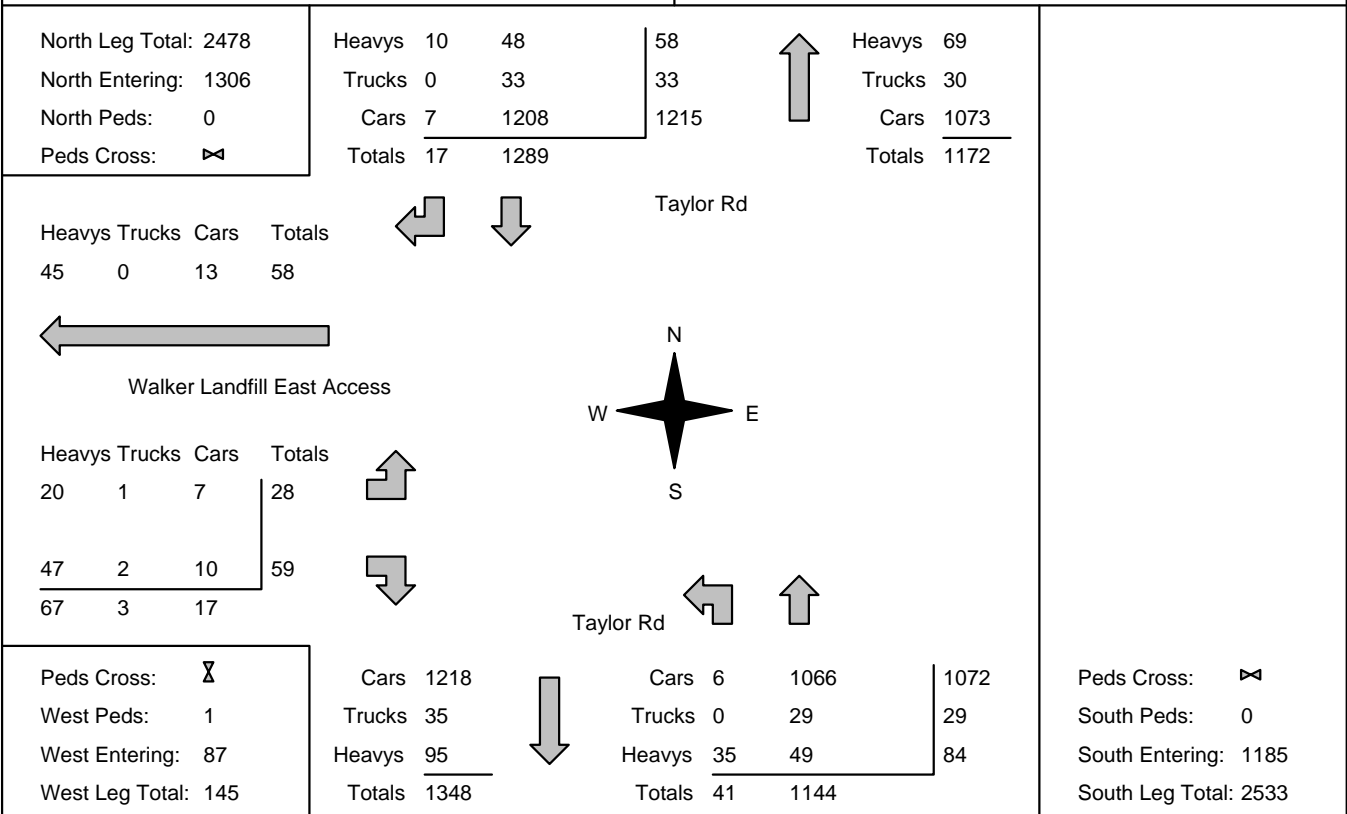 North Leg Total: 2478
North Entering: 1306
North Peds: 0
Peds Cross:
Heavys 10 48 58
Trucks 0 33 33
Cars 7 1208 1215
Totals 17 1289
Heavys 69
Trucks 30
Cars 1073
Totals 1172
Taylor Rd
Heavys Trucks Cars Totals
45 0 13 58
Walker Landfill East Access
N
W E
S
Heavys Trucks Cars Totals
20 1 7 28
47 2 10 59
67 3 17
Taylor Rd
Peds Cross:
West Peds: 1
West Entering: 87
West Leg Total: 145
Cars 1218
Trucks 35
Heavys 95
Totals 1348
Cars 6 1066 1072
Trucks 0 29 29
Heavys 35 49 84
Totals 41 1144
Peds Cross:
South Peds: 0
South Entering: 1185
South Leg Total: 2533